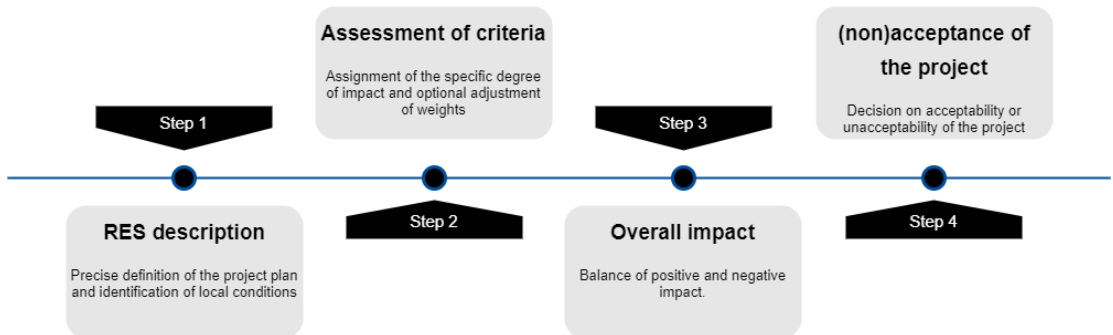 Step 1
RES description
Precise definition of the project plan
and identification of local conditions
Assessment of criteria
Assignment of the specific degree
of impact and optional adjustment
of weights
Step 2
Step 3
Overall impact
Balance of positive and negative
impact.
(non)acceptance of
the project
Decision on acceptability or
unacceptability of the project
Step 4